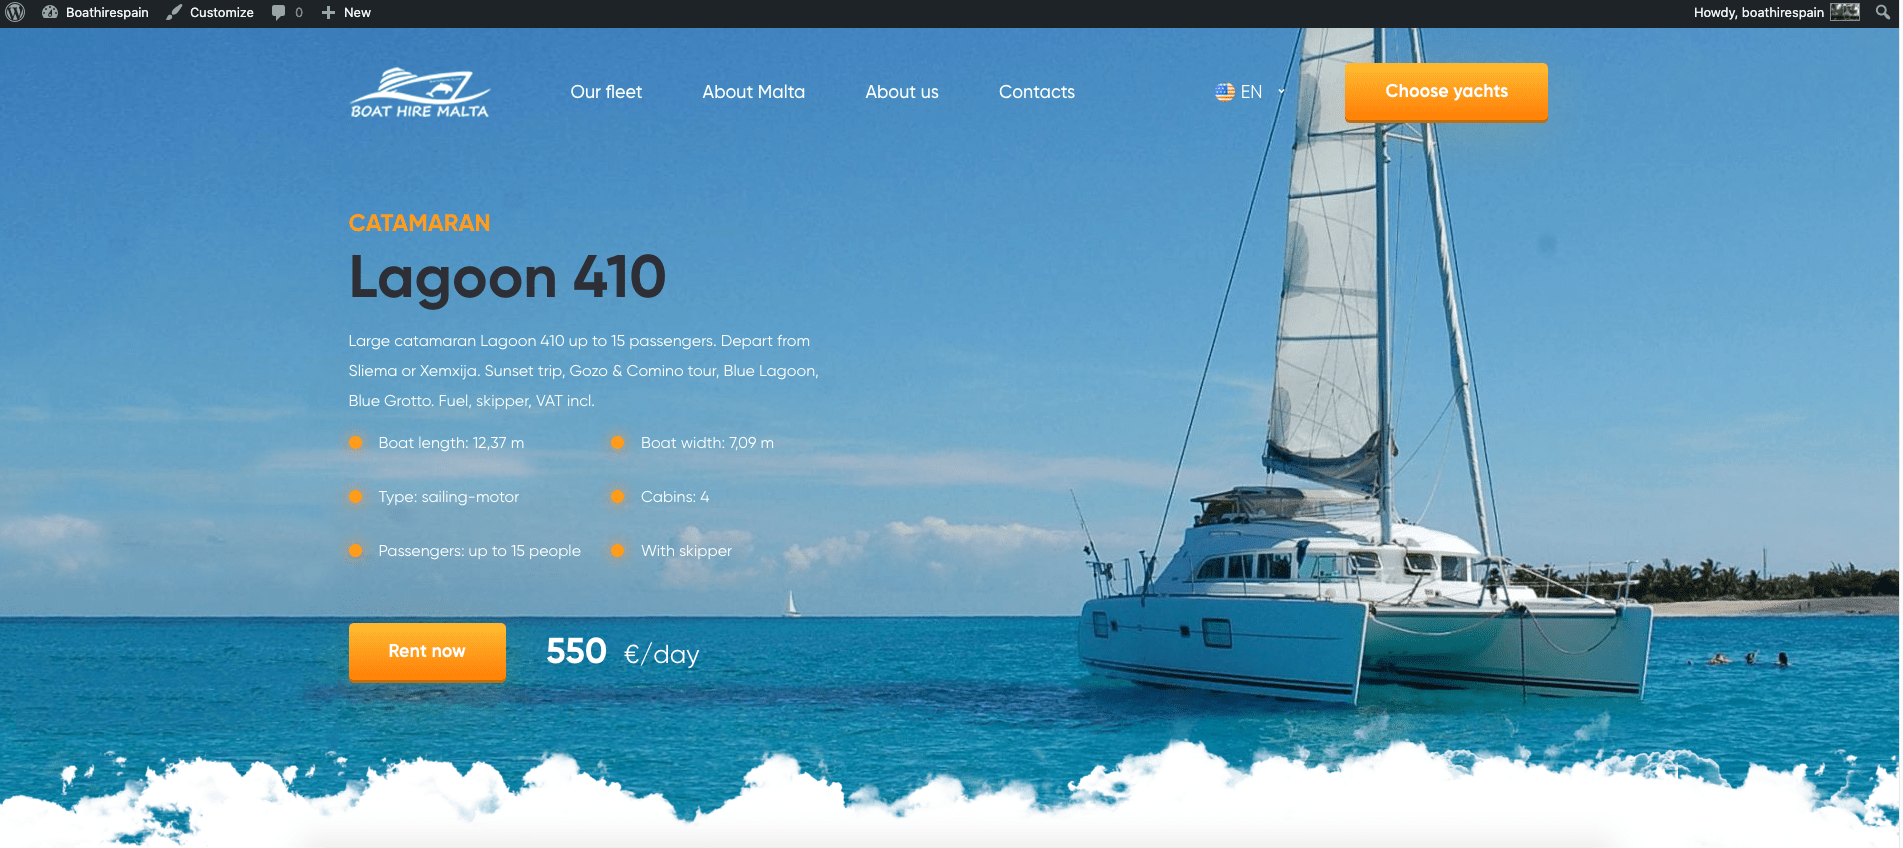 Boathirespain
Customize
0
New
Howdy, boathirespain
BOAT HIRE MALTA
Our fleet
About Malta
About us
Contacts
EN
Choose yachts
CATAMARAN
Lagoon 410
Large catamaran Lagoon 410 up to 15 passengers. Depart from
Sliema or Xemxija. Sunset trip, Gozo & Comino tour, Blue Lagoon,
Blue Grotto. Fuel, skipper, VAT incl.
Boat length: 12,37 m
Boat width: 7,09 m
Type: sailing-motor
Cabins: 4
Passengers: up to 15 people
With skipper
Rent now
550 €/day